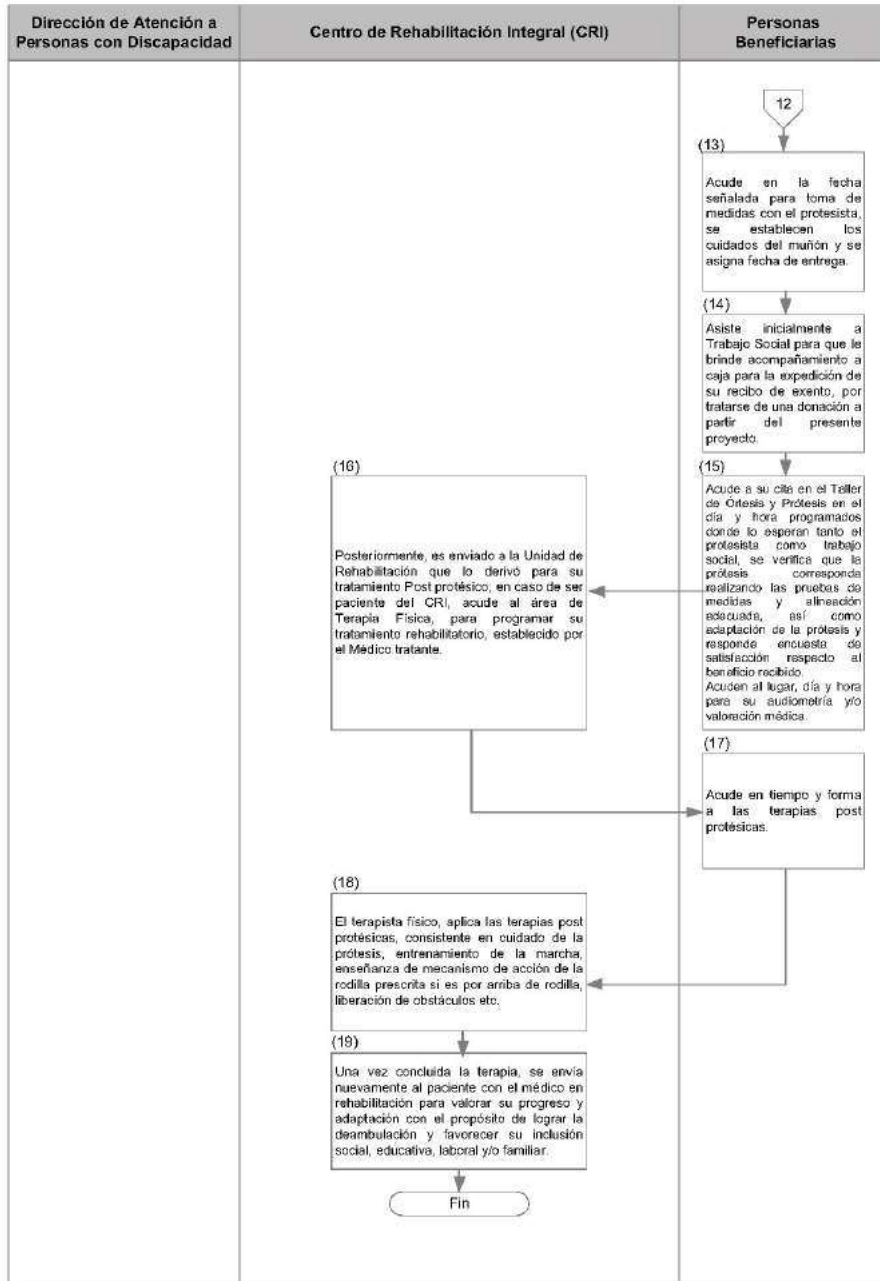 Dirección de Atención a
Personas con Discapacidad
Centro de Rehabilitación Integral (CRI)
Personas
Beneficiarias
12
(13)
Acude en la fecha
señalada para toma de
medidas con el protesista,
se establecen los
cuidados del muñón y se
asigna fecha de entrega.
(14)
Asiste inicialmente a
Trabajo Social para que le
brinde acompañamiento a
caja para la expedición de
su recibo de exento, por
tratarse de una donación a
partir del presente
proyecto.
(15)
Acude a su cita en el Taller
de Órtesis y Prótesis en el
día y hora programados
donde lo esperan tanto el
protesista como trabajo
social, se verifica que la
prótesis corresponda
realizando las pruebas de
medidas y alineación
adecuada, así como
adaptación de la prótesis y
responde encuesta de
satisfacción respecto al
beneficio recibido.
Acuden al lugar, día y hora
para su audiometría y/o
valoración médica.
(16)
Posteriormente, es enviado a la Unidad de
Rehabilitación que lo derivó para su
tratamiento Post protésico, en caso de ser
paciente del CRI, acude al área de
Terapia Física, para programar su
tratamiento rehabilitatorio, establecido por
el Médico tratante.
(17)
Acude en tiempo y forma
a las terapias post
protésicas.
(18)
El terapista físico, aplica las terapias post
protésicas, consistente en cuidado de la
prótesis, entrenamiento de la marcha,
enseñanza de mecanismo de acción de la
rodilla prescrita si es por arriba de rodilla,
liberación de obstáculos etc.
(19)
Una vez concluida la terapia, se envía
nuevamente al paciente con el médico en
rehabilitación para valorar su progreso y
adaptación con el propósito de lograr la
deambulación y favorecer su inclusión
social, educativa, laboral y/o familiar.
Fin